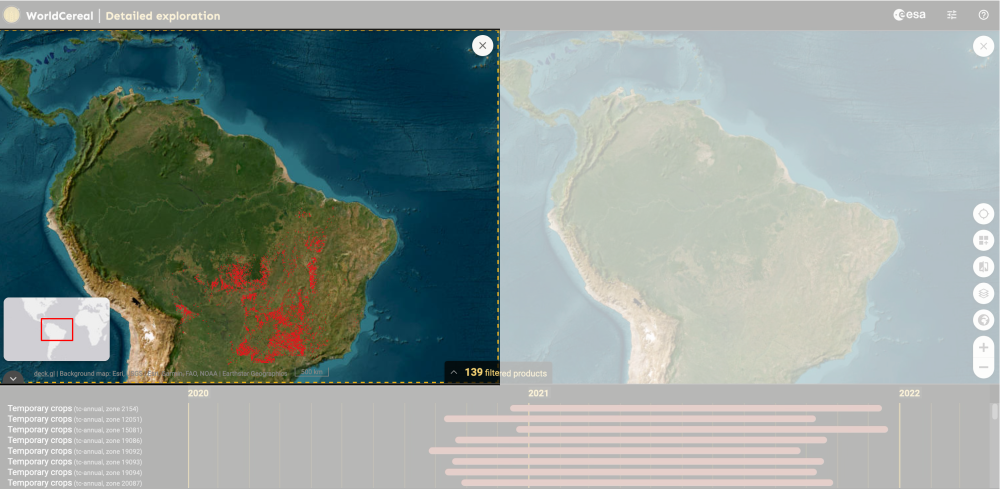 WorldCereal | Detailed exploration
esa
deck.gl | Background map: Esri, FAO, NOAA | Earthstar Geographics
500 km
139 filtered products
2020 2021 2022
Temporary crops (tc-annual, zone 2154)
Temporary crops (tc-annual, zone 12051)
Temporary crops (tc-annual, zone 15081)
Temporary crops (tc-annual, zone 19086)
Temporary crops (tc-annual, zone 19092)
Temporary crops (tc-annual, zone 19093)
Temporary crops (tc-annual, zone 19094)
Temporary crops (tc-annual, zone 20087)